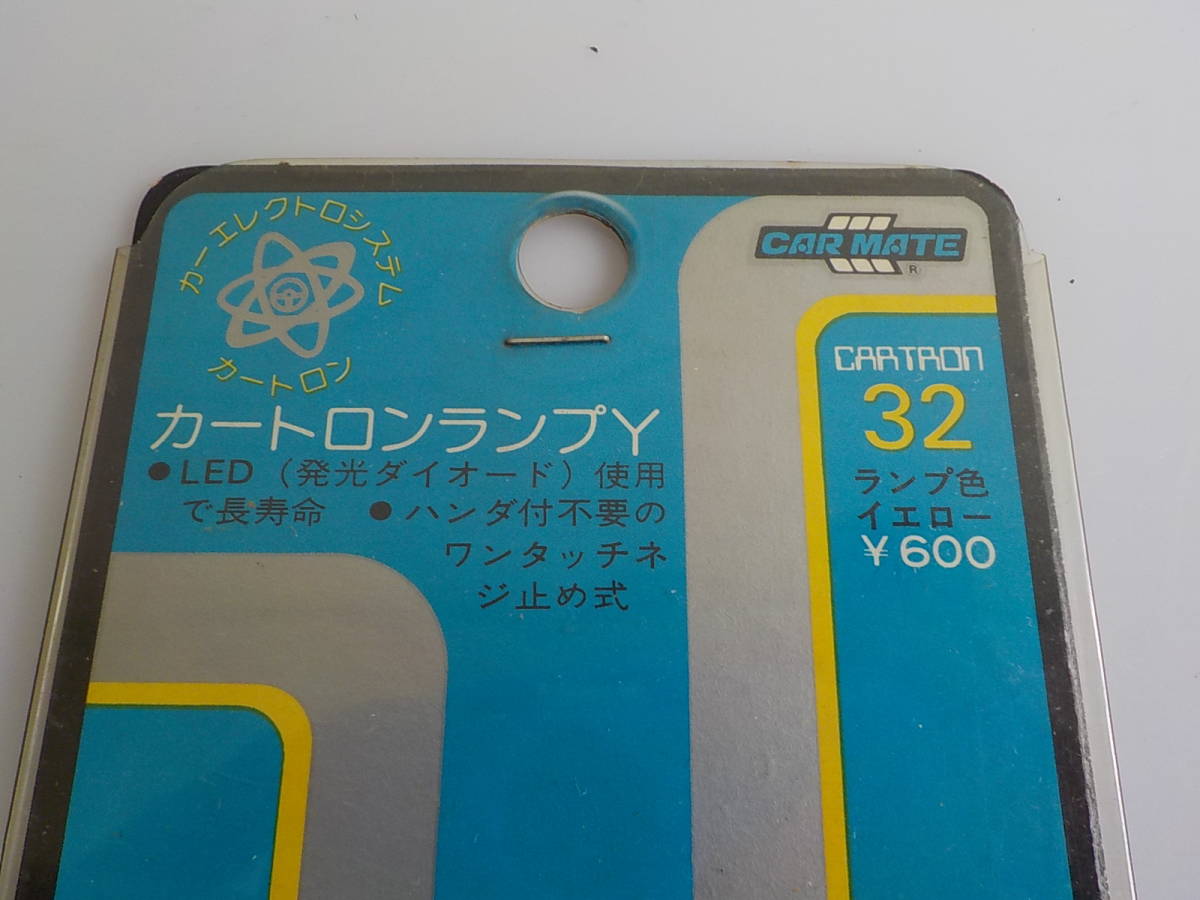 カーエレクトロシステム
カートロン
カートロンランプY
●LED（発光ダイオード）使用
で長寿命 ●ハンダ付不要の
ワンタッチネ
ジ止め式
CAR MATE
R
CARTRON
32
ランプ色
イエロー
￥600